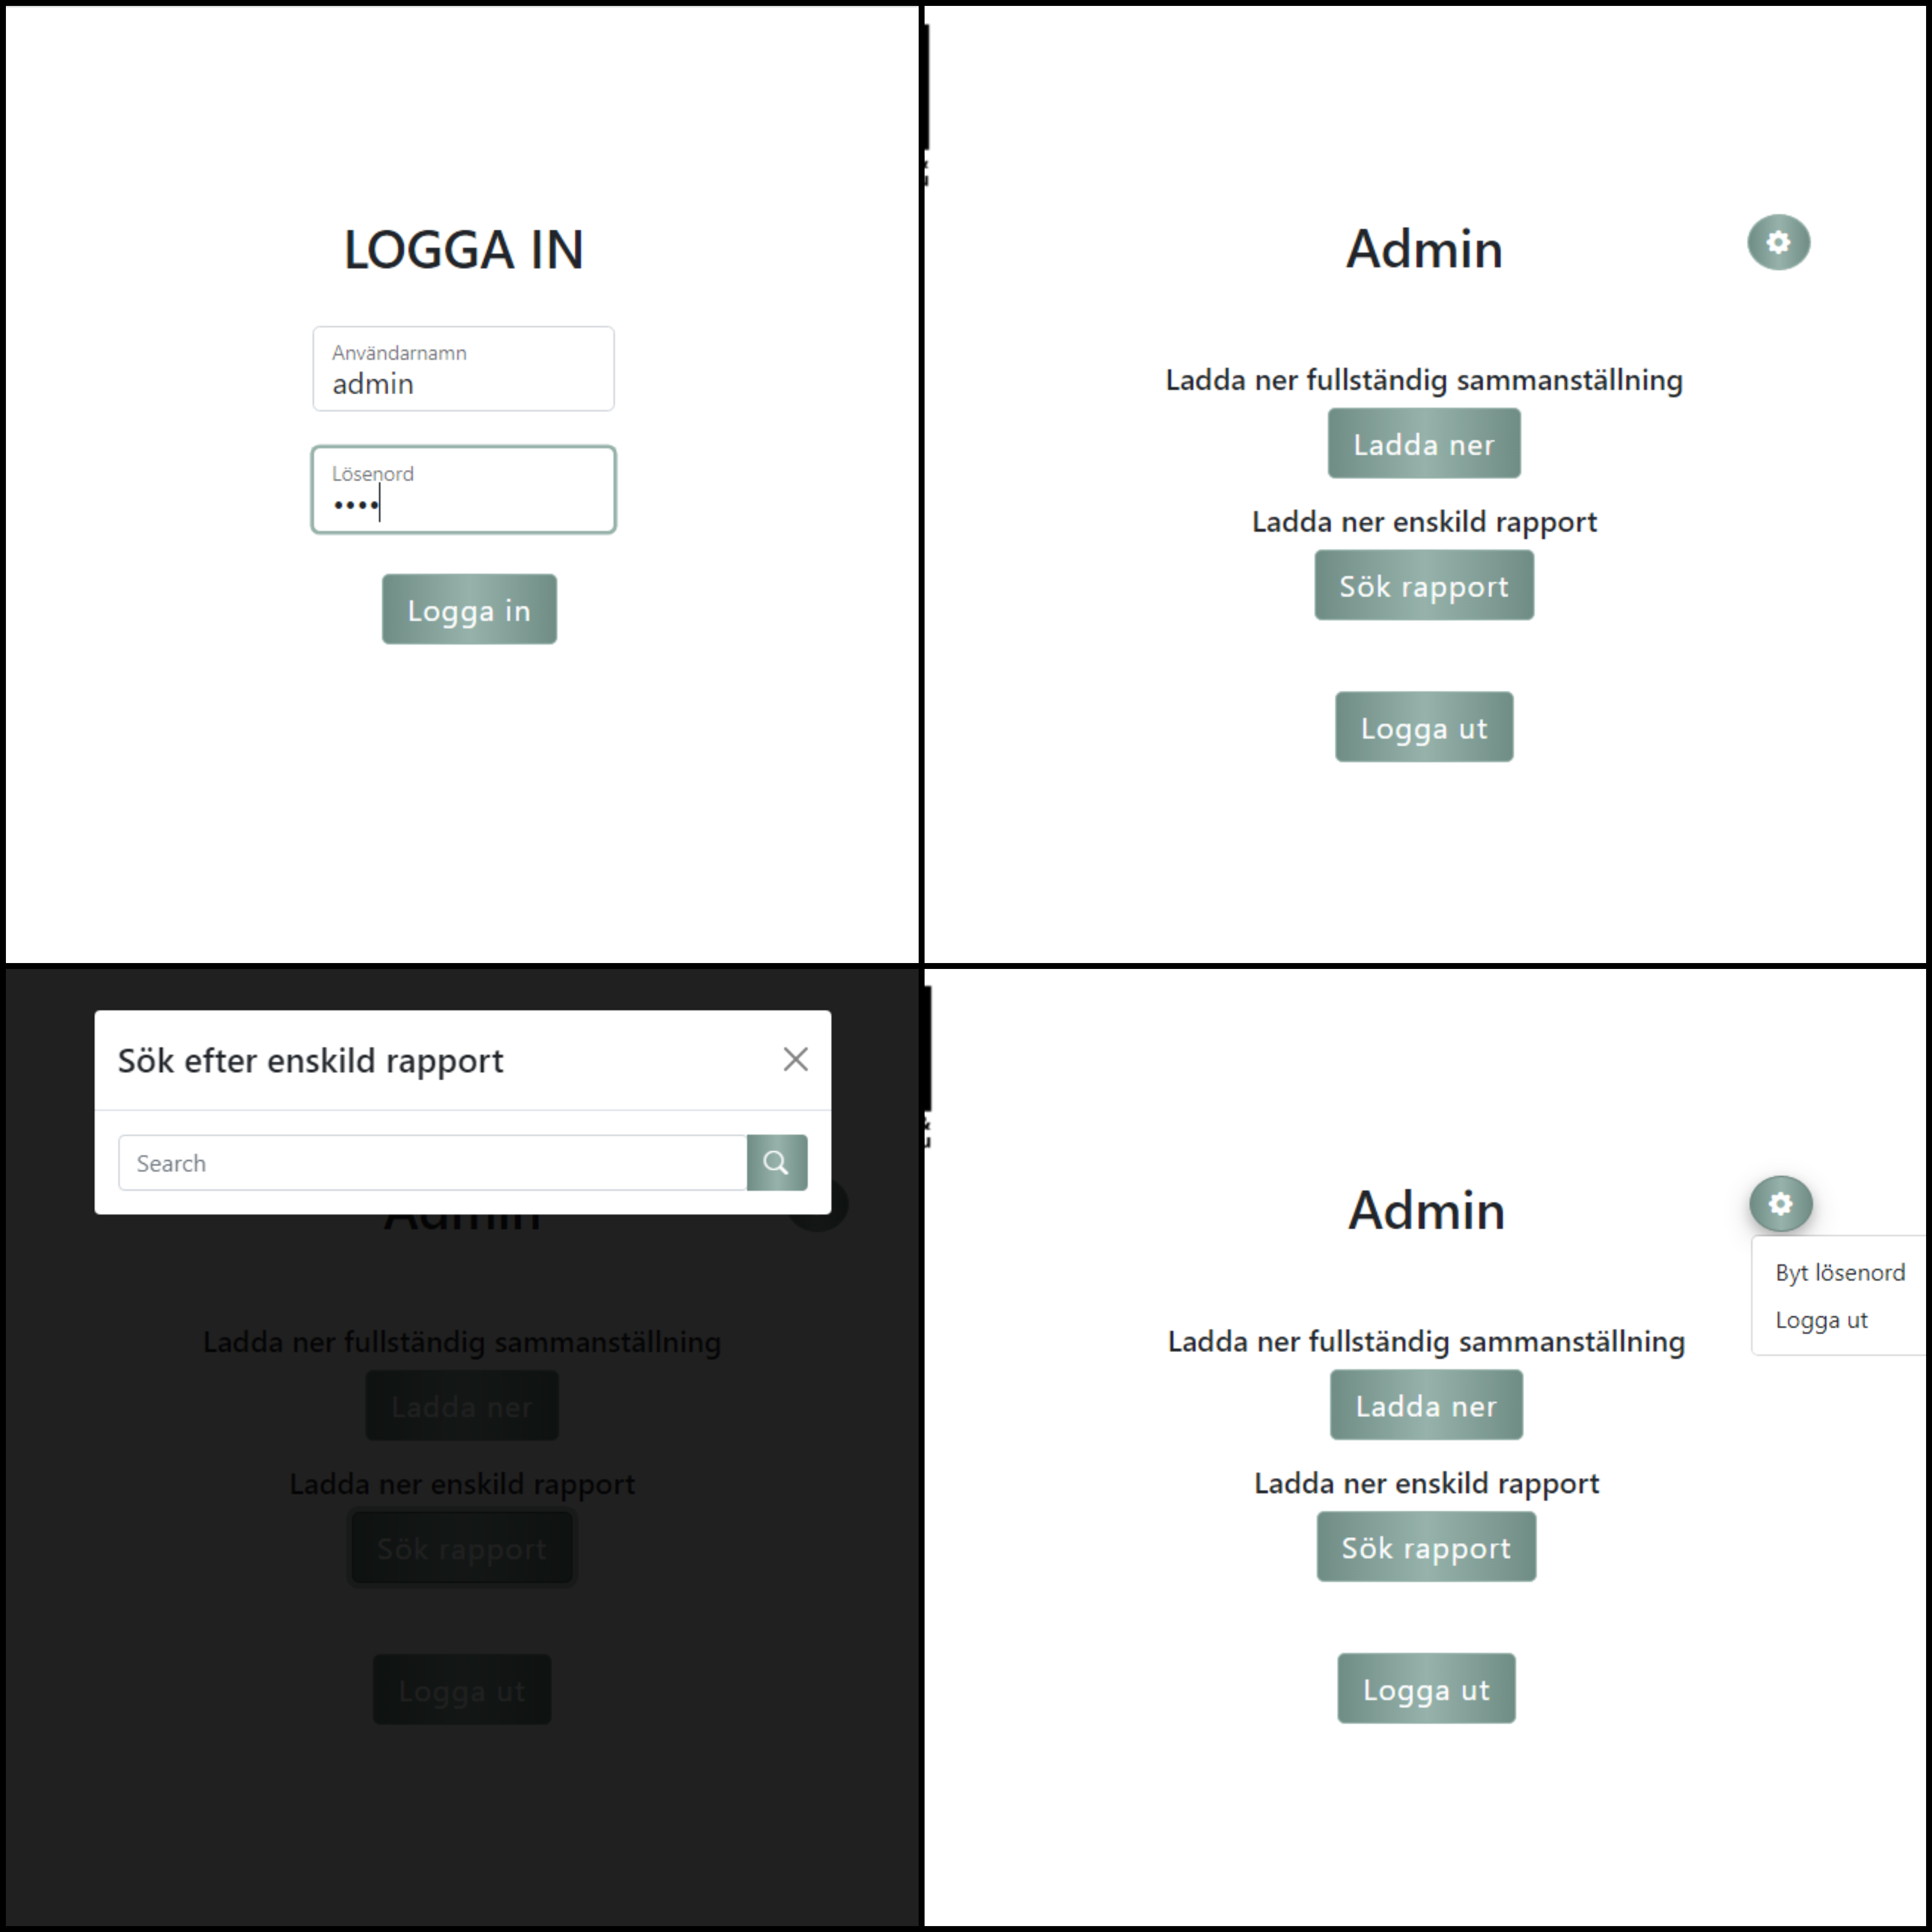 LOGGA IN
Användarnamn
admin
Lösenord
••••
Logga in
Admin
Ladda ner fullständig sammanställning
Ladda ner
Ladda ner enskild rapport
Sök rapport
Logga ut
Sök efter enskild rapport
Search
Admin
Ladda ner fullständig sammanställning
Ladda ner
Ladda ner enskild rapport
Sök rapport
Logga ut
Admin
Byt lösenord
Logga ut
Ladda ner fullständig sammanställning
Ladda ner
Ladda ner enskild rapport
Sök rapport
Logga ut